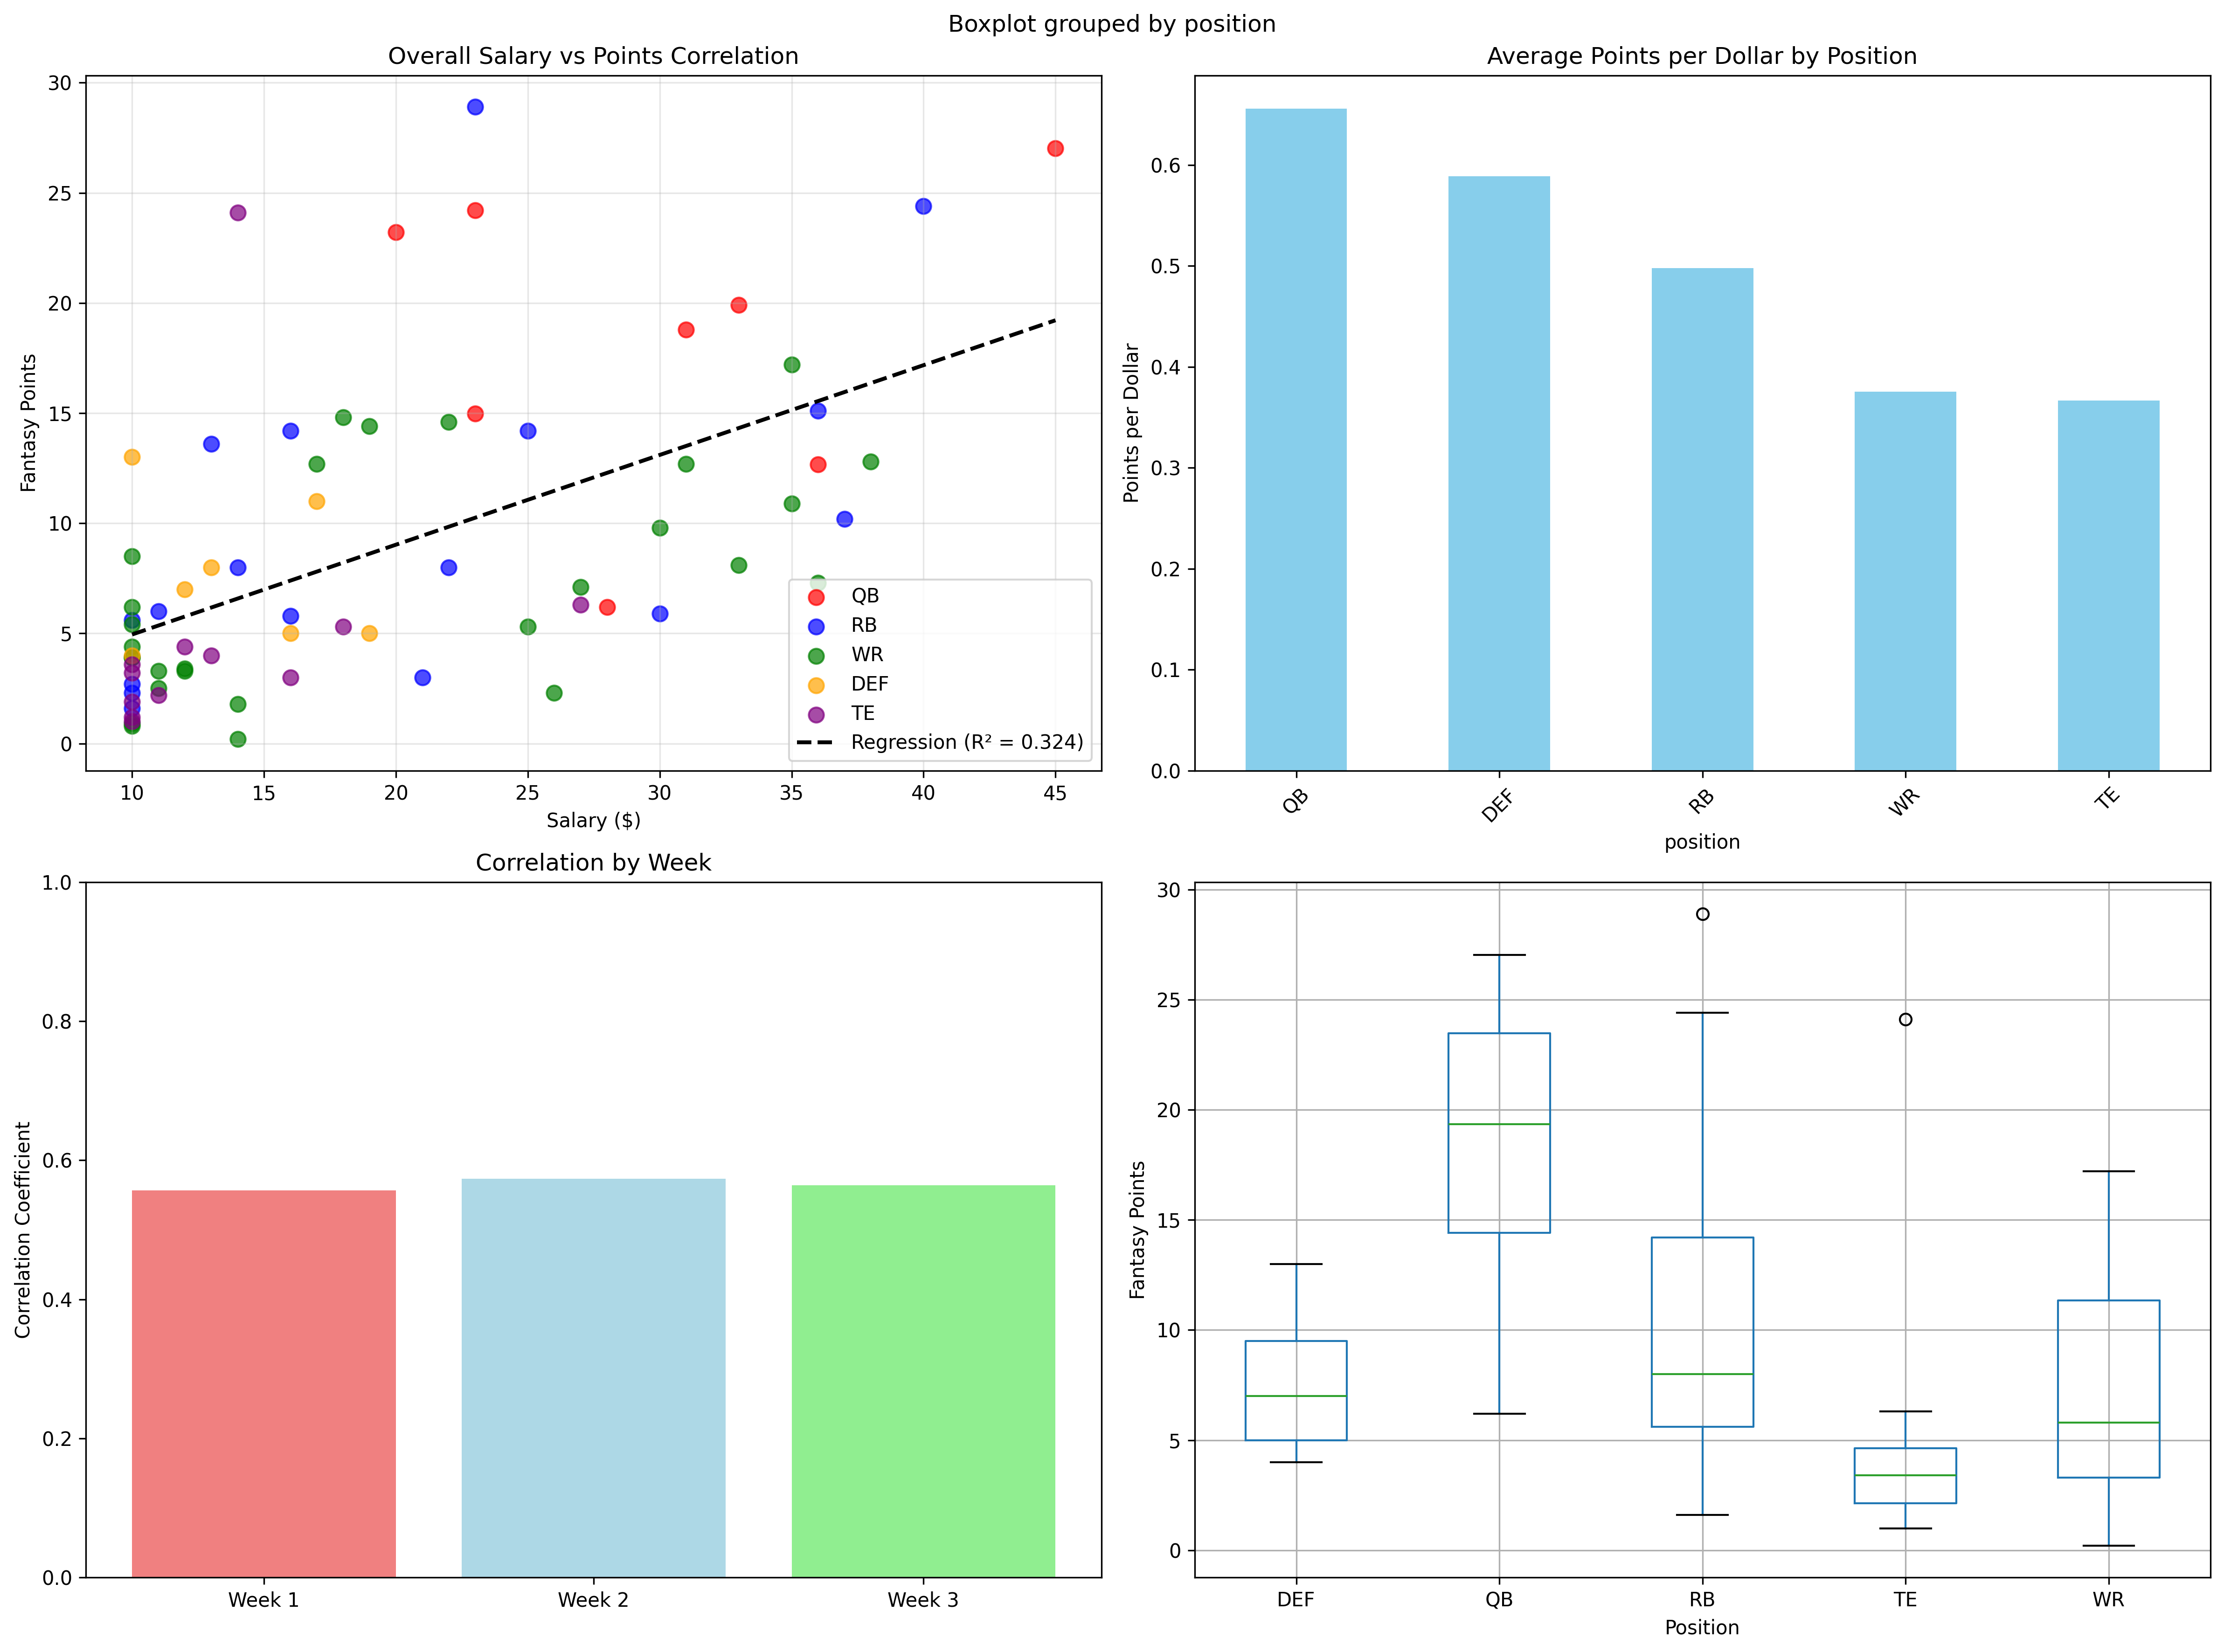 Boxplot grouped by position
Overall Salary vs Points Correlation
Fantasy Points
30
25
20
15
10
5
0
QB
RB
WR
DEF
TE
Regression (R² = 0.324)
10 15 20 25 30 35 40 45
Salary ($)
Average Points per Dollar by Position
Points per Dollar
0.6
0.5
0.4
0.3
0.2
0.1
0.0
QB DEF RB WR TE
position
Correlation by Week
Correlation Coefficient
1.0
0.8
0.6
0.4
0.2
0.0
Week 1 Week 2 Week 3
Fantasy Points
30
25
20
15
10
5
0
DEF QB RB TE WR
Position